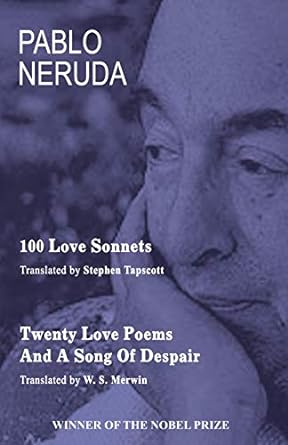 PABLO
NERUDA
100 Love Sonnets
Translated by Stephen Tapscott
Twenty Love Poems
And A Song Of Despair
Translated by W. S. Merwin
WINNER OF THE NOBEL PRIZE